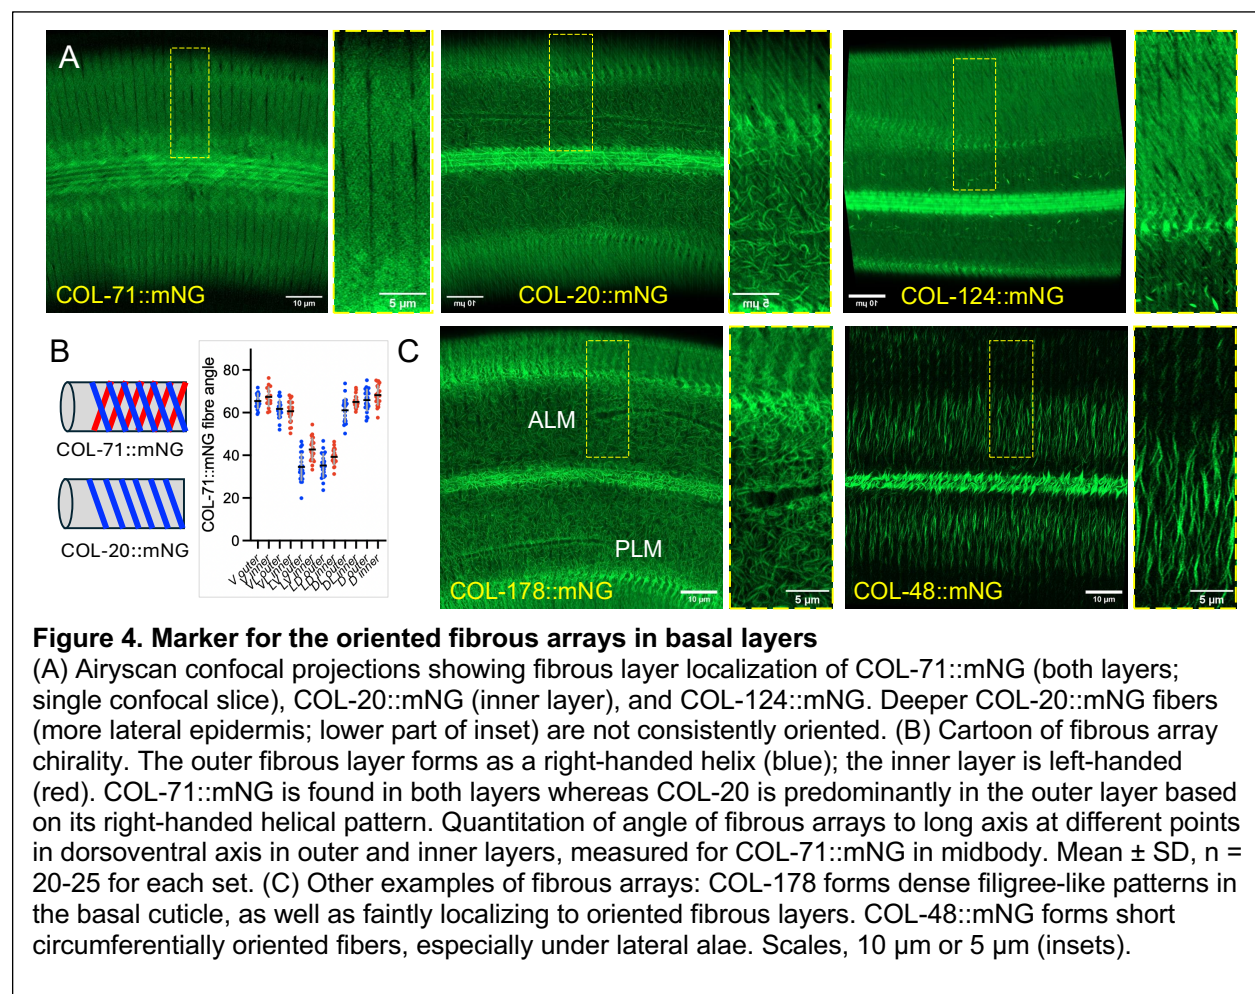 A
COL-71::mNG
10 µm
5 µm
COL-20::mNG
10 µm
5 µm
COL-124::mNG
10 µm
B
COL-71::mNG
COL-20::mNG
COL-71::mNG fibre angle
80
60
40
20
0
V outer
V inner
VL outer
VL inner
L outer
L inner
LD outer
LD inner
DL outer
DL inner
D outer
D inner
C
ALM
PLM
COL-178::mNG
10 µm
5 µm
COL-48::mNG
10 µm
5 µm
Figure 4. Marker for the oriented fibrous arrays in basal layers
(A) Airyscan confocal projections showing fibrous layer localization of COL-71::mNG (both layers;
single confocal slice), COL-20::mNG (inner layer), and COL-124::mNG. Deeper COL-20::mNG fibers
(more lateral epidermis; lower part of inset) are not consistently oriented. (B) Cartoon of fibrous array
chirality. The outer fibrous layer forms as a right-handed helix (blue); the inner layer is left-handed
(red). COL-71::mNG is found in both layers whereas COL-20 is predominantly in the outer layer based
on its right-handed helical pattern. Quantitation of angle of fibrous arrays to long axis at different points
in dorsoventral axis in outer and inner layers, measured for COL-71::mNG in midbody. Mean ± SD, n =
20-25 for each set. (C) Other examples of fibrous arrays: COL-178 forms dense filigree-like patterns in
the basal cuticle, as well as faintly localizing to oriented fibrous layers. COL-48::mNG forms short
circumferentially oriented fibers, especially under lateral alae. Scales, 10 µm or 5 µm (insets).